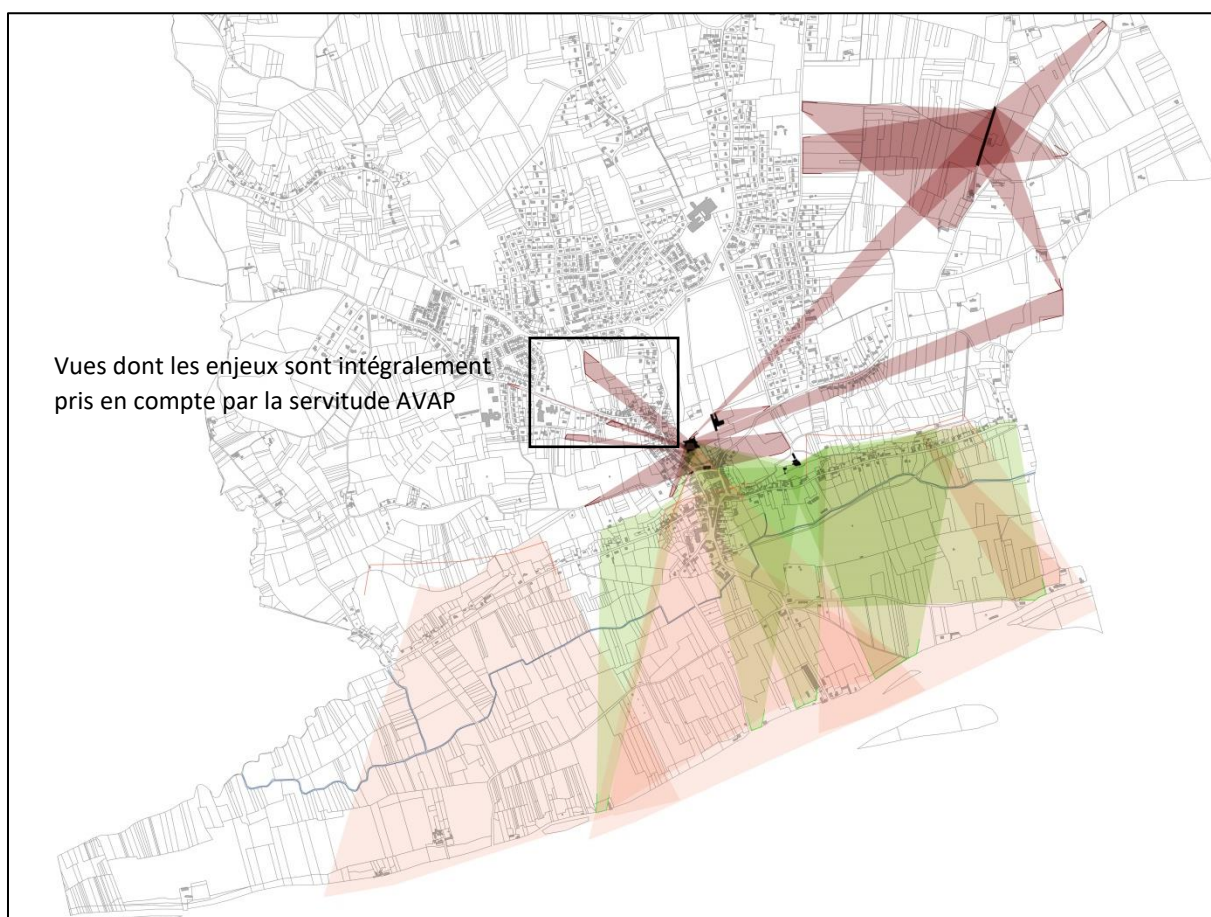 Vues dont les enjeux sont intégralement
pris en compte par la servitude AVAP